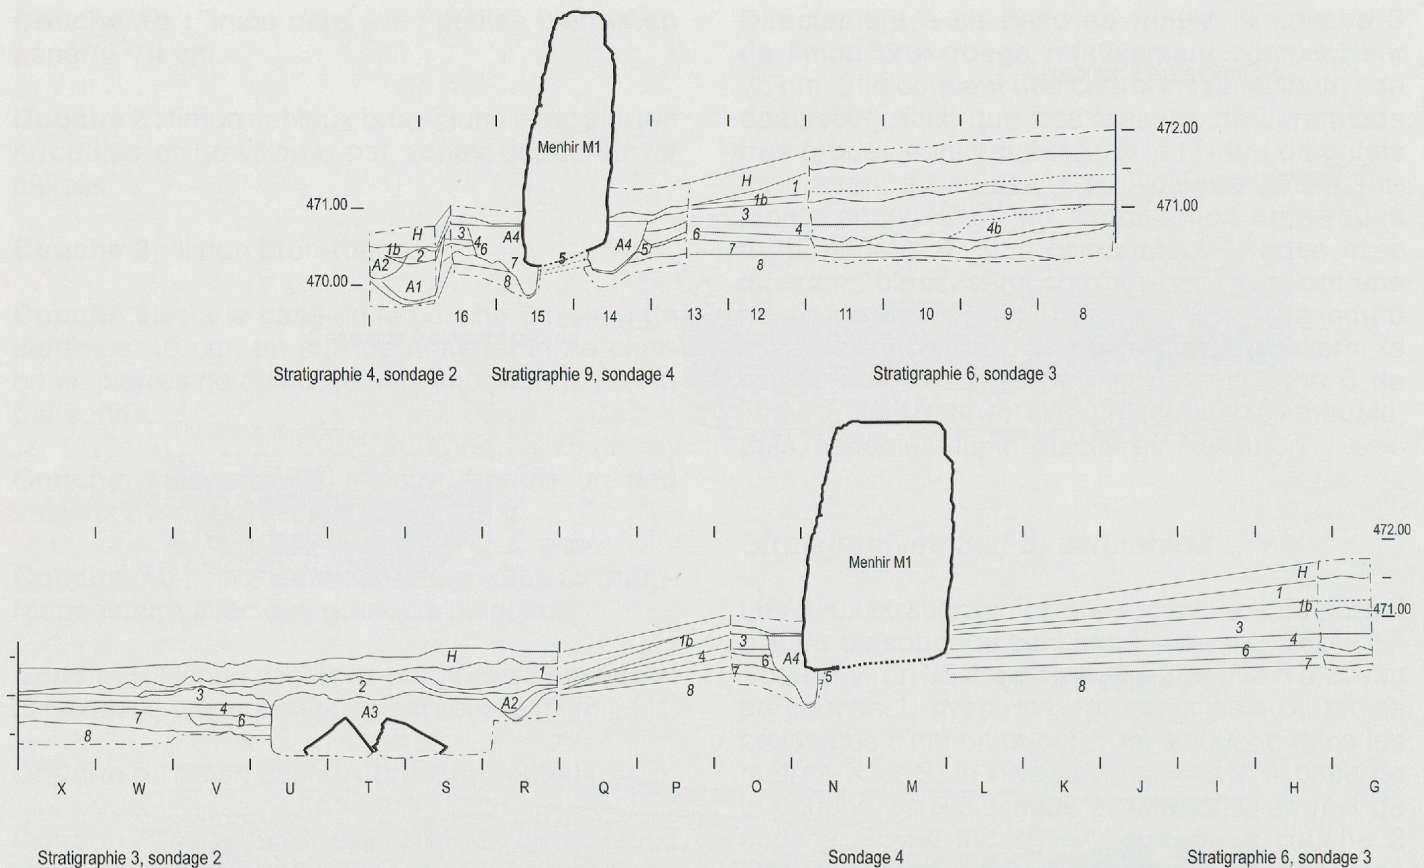 Menhir M1
472.00
471.00
471.00
470.00
H
1b
2
A2
A1
3
4
6
A4
7
8
5
A4
5
6
H
1
1b
3
4
7
8
4b
16 15 14 13 12 11 10 9 8
Stratigraphie 4, sondage 2
Stratigraphie 9, sondage 4
Stratigraphie 6, sondage 3
Menhir M1
472.00
471.00
H
1
2
3
4
6
7
8
A3
A2
1b
4
8
3
6
7
A4
5
H
1
1b
3
4
6
7
8
X W V U T S R Q P O N M L K J I H G
Stratigraphie 3, sondage 2
Sondage 4
Stratigraphie 6, sondage 3